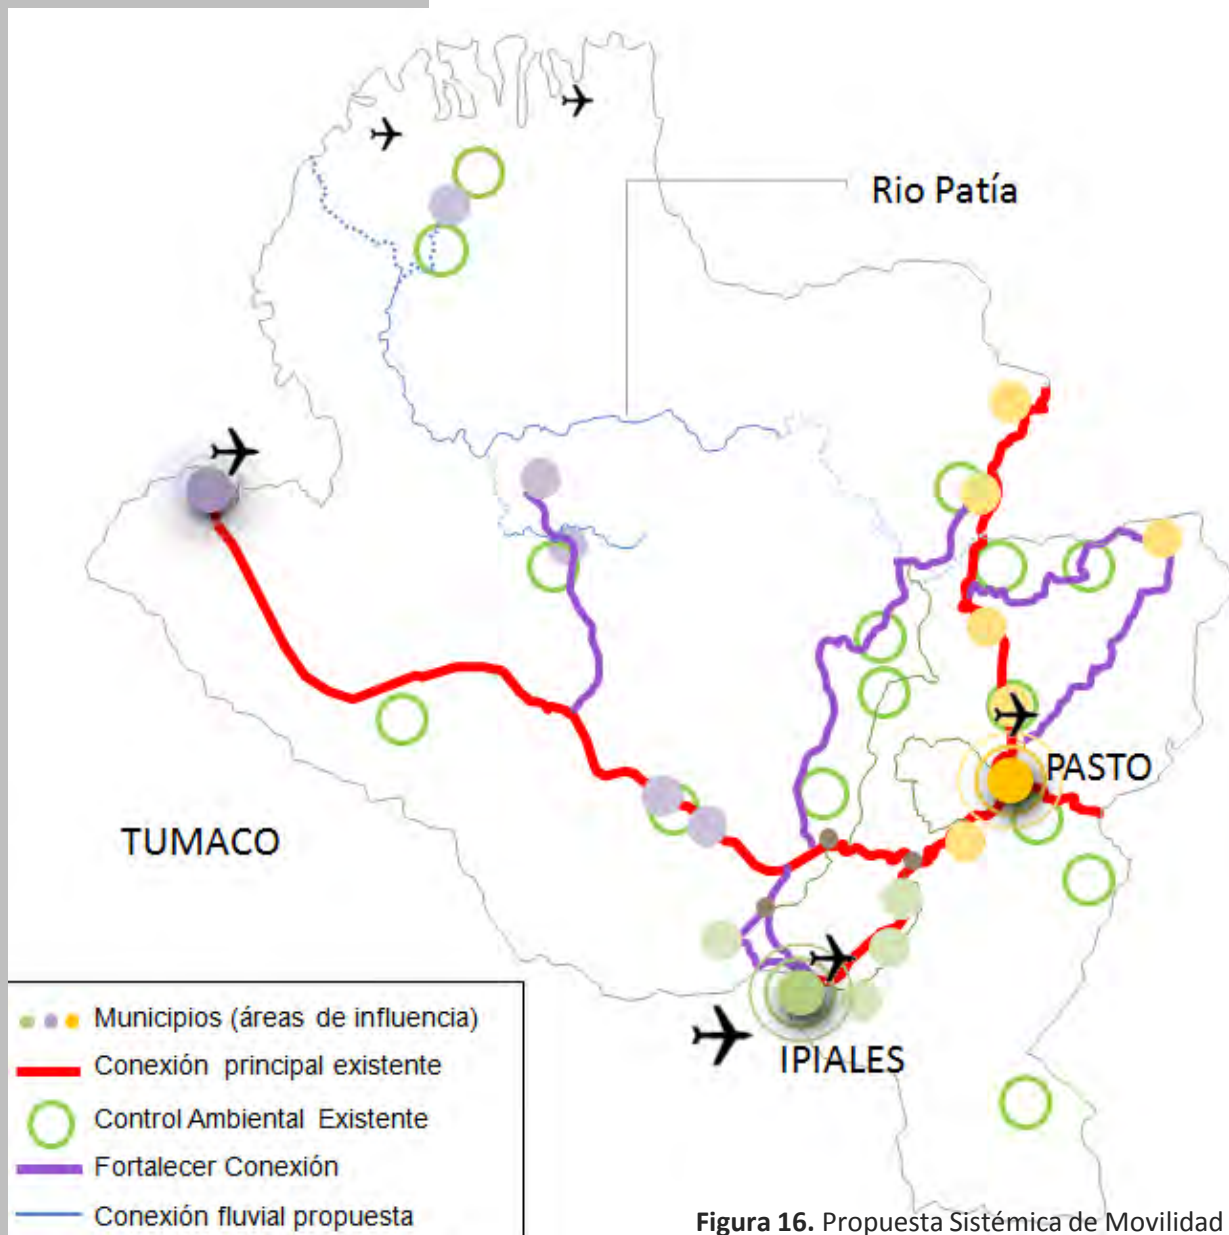 Rio Patía
PASTO
TUMACO
IPIALES
Municipios (áreas de influencia)
Conexión principal existente
Control Ambiental Existente
Fortalecer Conexión
Conexión fluvial propuesta
Figura 16. Propuesta Sistémica de Movilidad